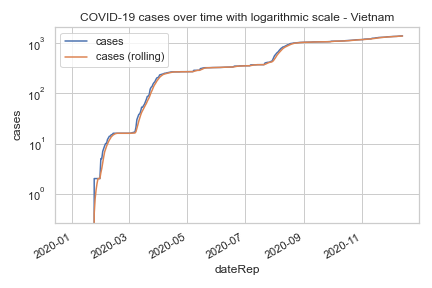 COVID-19 cases over time with logarithmic scale - Vietnam
cases
cases (rolling)
10³
10²
10¹
10⁰
cases
2020-01
2020-03
2020-05
2020-07
2020-09
2020-11
dateRep